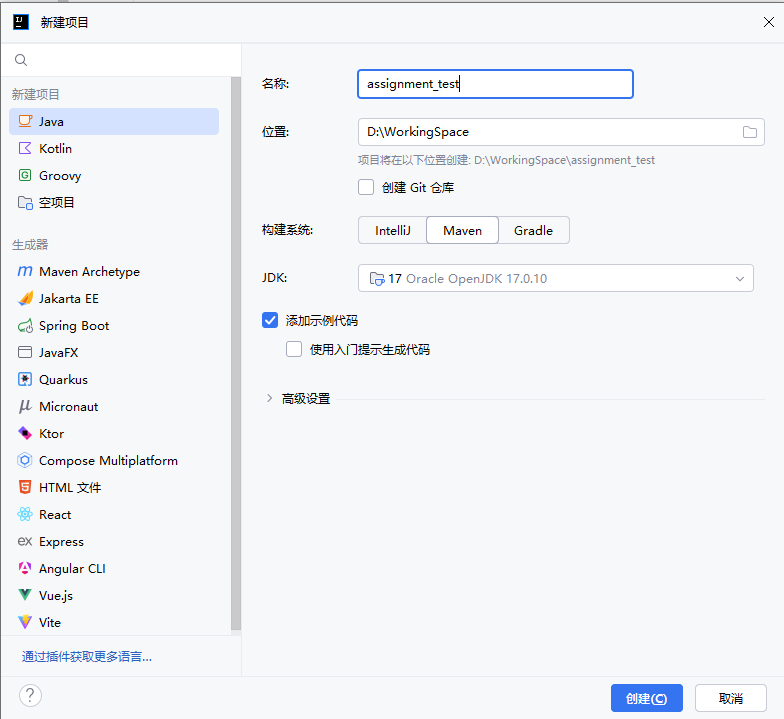 新建项目
新建项目
Java
Kotlin
Groovy
空项目
生成器
Maven Archetype
Jakarta EE
Spring Boot
JavaFX
Quarkus
Micronaut
Ktor
Compose Multiplatform
HTML 文件
React
Express
Angular CLI
Vue.js
Vite
通过插件获取更多语言...
名称: assignment_test
位置: D:\WorkingSpace
项目将在以下位置创建: D:\WorkingSpace\assignment_test
创建 Git 仓库
构建系统: IntelliJ Maven Gradle
JDK: 17 Oracle OpenJDK 17.0.10
添加示例代码
使用入门提示生成代码
高级设置
? 创建(C) 取消